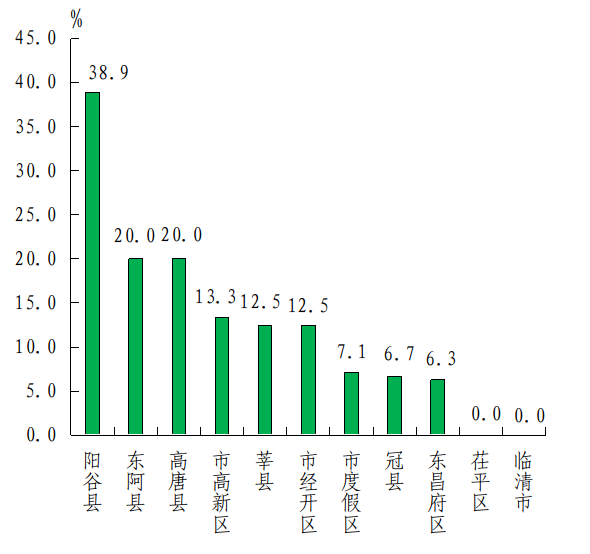 %
45.0
40.0
35.0
30.0
25.0
20.0
15.0
10.0
5.0
0.0
38.9
20.0
20.0
13.3
12.5
12.5
7.1
6.7
6.3
0.0
0.0
阳谷县
东阿县
高唐县
市高新区
莘县
市经开区
市度假区
冠县
东昌府区
茌平区
临清市